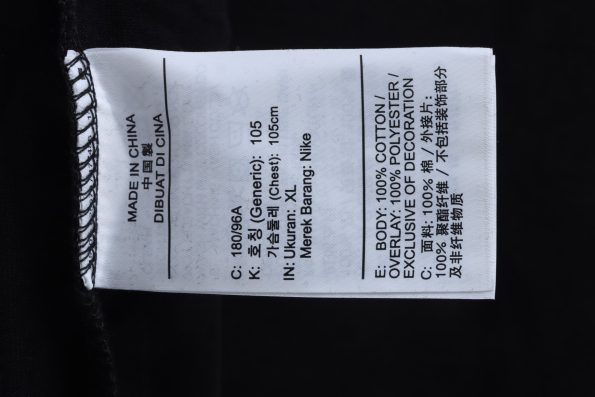 MADE IN CHINA
中国製
DIBUAT DI CINA
C: 180/96A
K: 호칭 (Generic): 105
가슴둘레 (Chest): 105cm
IN: Ukuran: XL
Merek Barang: Nike
E: BODY: 100% COTTON /
OVERLAY: 100% POLYESTER /
EXCLUSIVE OF DECORATION
C: 面料: 100% 棉 / 外接片:
100% 聚酯纤维 / 不包括装饰部分
及非纤维物质